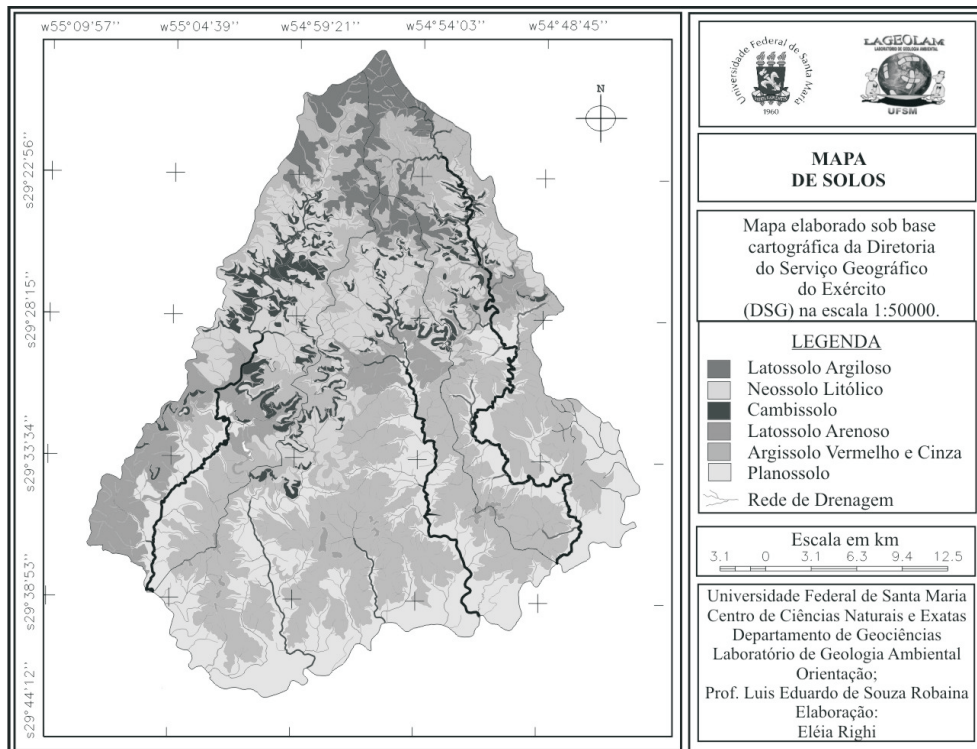 w55°09'57'' w55°04'39'' w54°59'21'' w54°54'03'' w54°48'45''
s29°22'56''
s29°28'15''
s29°33'34''
s29°38'53''
s29°44'12''
N
Universidade Federal de Santa Maria
1960
LAGEOLAM
LABORATÓRIO DE GEOLOGIA AMBIENTAL
UFSM
MAPA
DE SOLOS
Mapa elaborado sob base
cartográfica da Diretoria
do Serviço Geográfico
do Exército
(DSG) na escala 1:50000.
LEGENDA
Latossolo Argiloso
Neossolo Litólico
Cambissolo
Latossolo Arenoso
Argissolo Vermelho e Cinza
Planossolo
Rede de Drenagem
Escala em km
3.1 0 3.1 6.3 9.4 12.5
Universidade Federal de Santa Maria
Centro de Ciências Naturais e Exatas
Departamento de Geociências
Laboratório de Geologia Ambiental
Orientação;
Prof. Luis Eduardo de Souza Robaina
Elaboração:
Eléia Righi